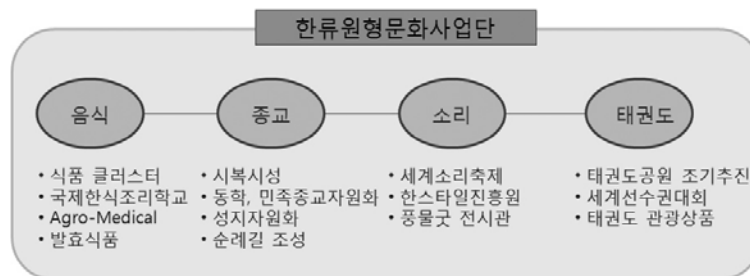 한류원형문화사업단
음식
종교
소리
태권도
• 식품 클러스터
• 국제한식조리학교
• Agro-Medical
• 발효식품
• 시복시성
• 동학, 민족종교자원화
• 성지자원화
• 순례길 조성
• 세계소리축제
• 한스타일진흥원
• 풍물굿 전시관
• 태권도공원 조기추진
• 세계선수권대회
• 태권도 관광상품